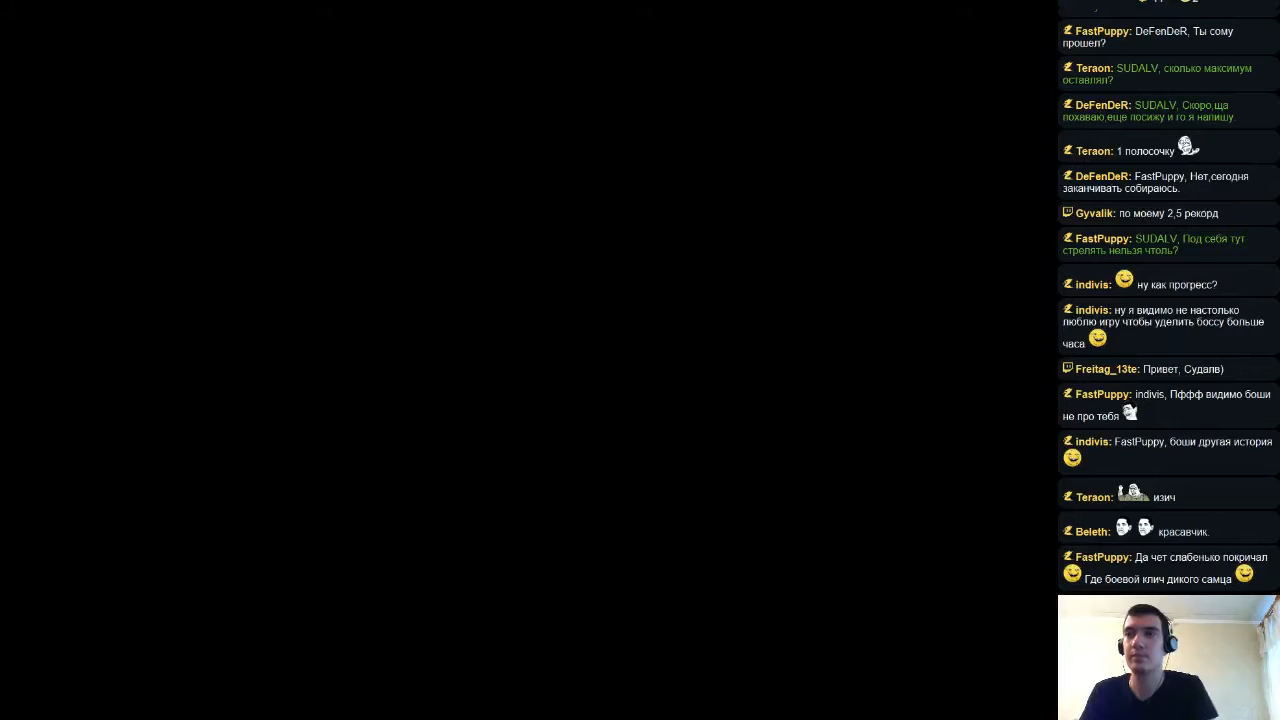 FastPuppy: DeFenDeR, Ты сому
прошел?
Teraon: SUDALV, сколько максимум
оставлял?
DeFenDeR: SUDALV, Скоро,ща
похаваю,еще посижу и го я напишу.
Teraon: 1 полосочку
DeFenDeR: FastPuppy, Нет,сегодня
заканчивать собираюсь.
Gyvalik: по моему 2,5 рекорд
FastPuppy: SUDALV, Под себя тут
стрелять нельзя чтоль?
indivis: ну как прогресс?
indivis: ну я видимо не настолько
люблю игру чтобы уделить боссу больше
часа
Freitag_13te: Привет, Судалв)
FastPuppy: indivis, Пффф видимо боши
не про тебя
indivis: FastPuppy, боши другая история
Teraon: изич
Beleth: красавчик.
FastPuppy: Да чет слабенько покричал
Где боевой клич дикого самца